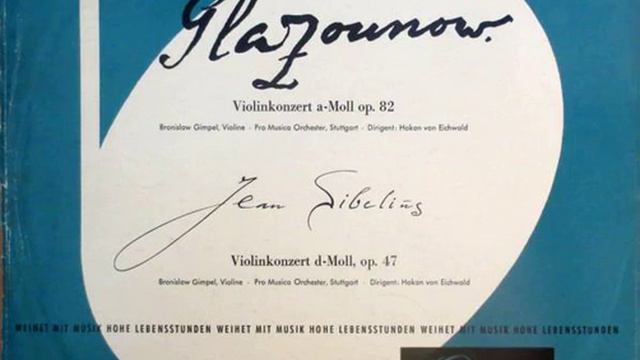 Glazounow.
Violinkonzert a-Moll op. 82
Bronislaw Gimpel, Violine - Pro Musica Orchester, Stuttgart - Dirigent: Hakan von Eichwald
Jean Sibelius
Violinkonzert d-Moll, op. 47
Bronislaw Gimpel, Violine - Pro Musica Orchester, Stuttgart - Dirigent: Hakan von Eichwald
WEIHET MIT MUSIK HOHE LEBENSSTUNDEN WEIHET MIT MUSIK HOHE LEBENSSTUNDEN WEIHET MIT MUSIK HOHE LEBENSSTUNDEN